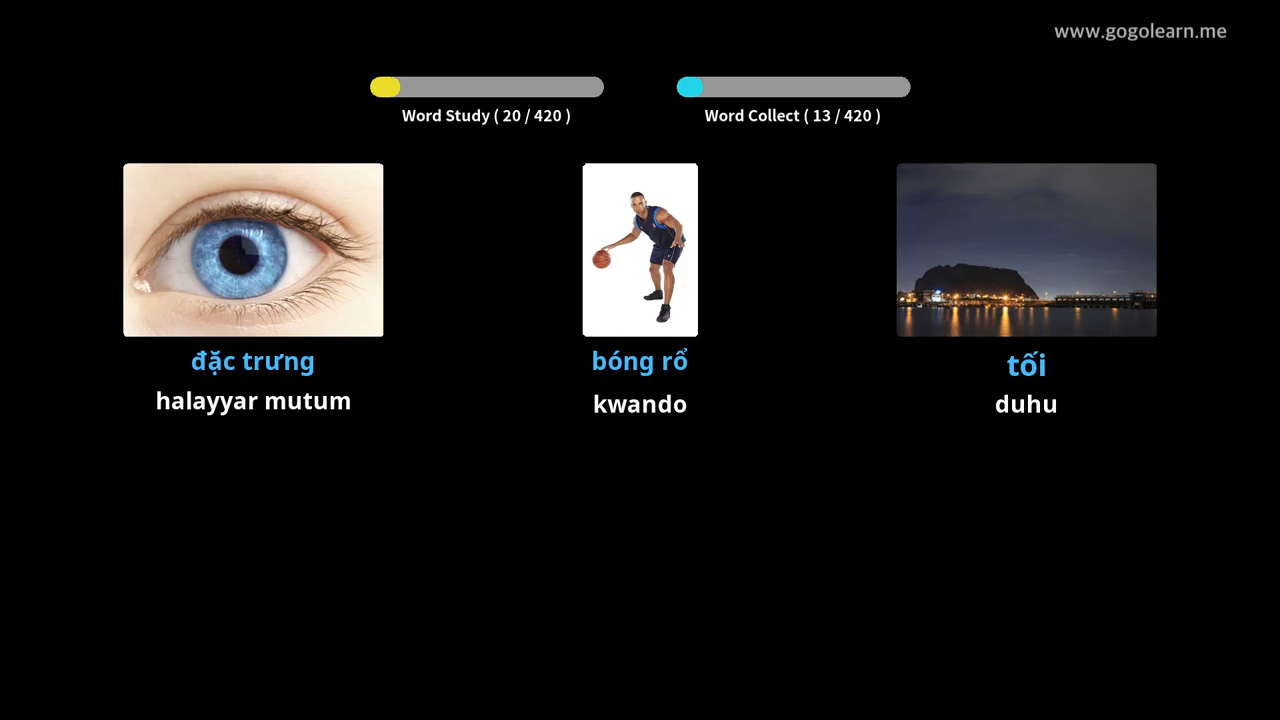 www.gogolearn.me
Word Study ( 20 / 420 )
Word Collect ( 13 / 420 )
đặc trưng
bóng rổ
tối
halayyar mutum
kwando
duhu